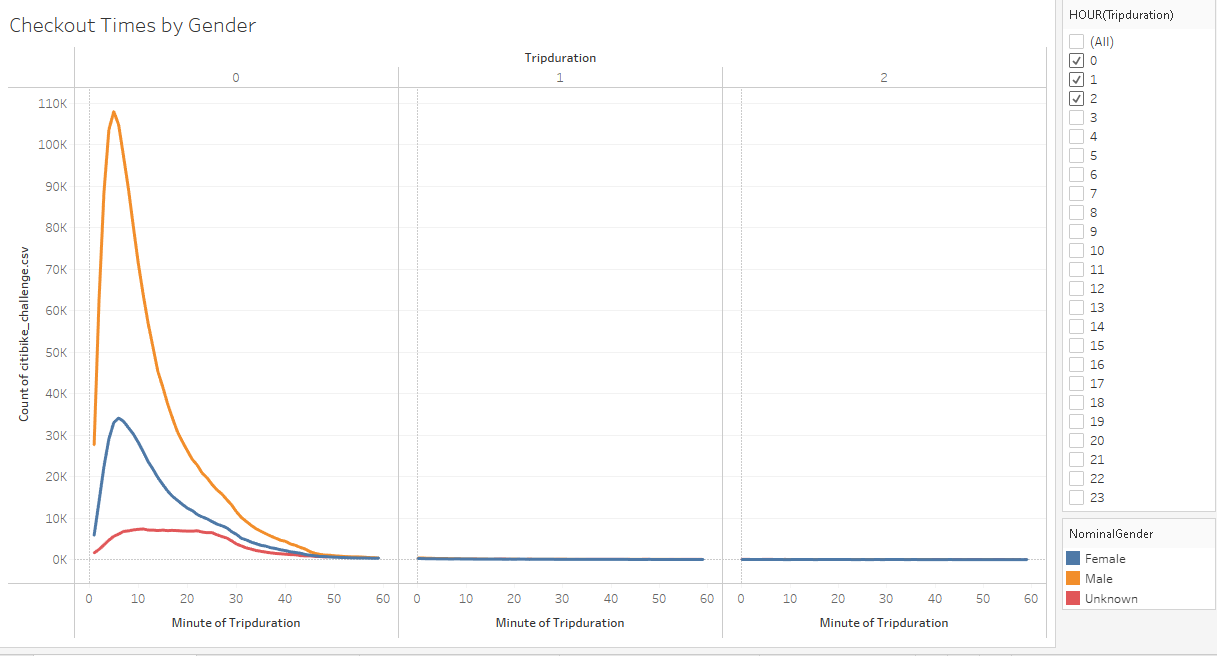 Checkout Times by Gender
Tripduration
0 1 2
Count of citibike_challenge.csv
110K
100K
90K
80K
70K
60K
50K
40K
30K
20K
10K
0K
0 10 20 30 40 50 60 0 10 20 30 40 50 60 0 10 20 30 40 50 60
Minute of Tripduration Minute of Tripduration Minute of Tripduration
HOUR(Tripduration)
(All)
0
1
2
3
4
5
6
7
8
9
10
11
12
13
14
15
16
17
18
19
20
21
22
23
NominalGender
Female
Male
Unknown